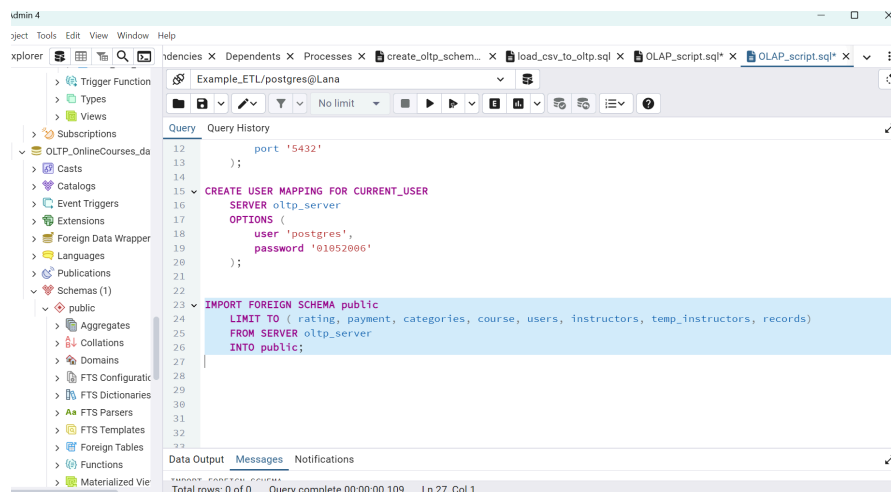 Admin 4
bject Tools Edit View Window Help
xplorer
ndencies X Dependents X Processes X create_oltp_schem... X load_csv_to_oltp.sql X OLAP_script.sql* X OLAP_script.sql* X
Example_ETL/postgres@Lana
No limit
Query Query History
Trigger Function
Types
Views
Subscriptions
OLTP_OnlineCourses_da
Casts
Catalogs
Event Triggers
Extensions
Foreign Data Wrapper
Languages
Publications
Schemas (1)
public
Aggregates
Collations
Domains
FTS Configuratic
FTS Dictionaries
Aa FTS Parsers
FTS Templates
Foreign Tables
Functions
Materialized Vie
12 port '5432'
13 );
14
15 CREATE USER MAPPING FOR CURRENT_USER
16 SERVER oltp_server
17 OPTIONS (
18 user 'postgres',
19 password '01052006'
20 );
21
22
23 IMPORT FOREIGN SCHEMA public
24 LIMIT TO ( rating, payment, categories, course, users, instructors, temp_instructors, records)
25 FROM SERVER oltp_server
26 INTO public;
27
28
29
30
31
32
33
Data Output Messages Notifications
IMPORT FOREIGN SCHEMA
Total rows: 0 of 0 Query complete 00:00:00.109 Ln 27, Col 1